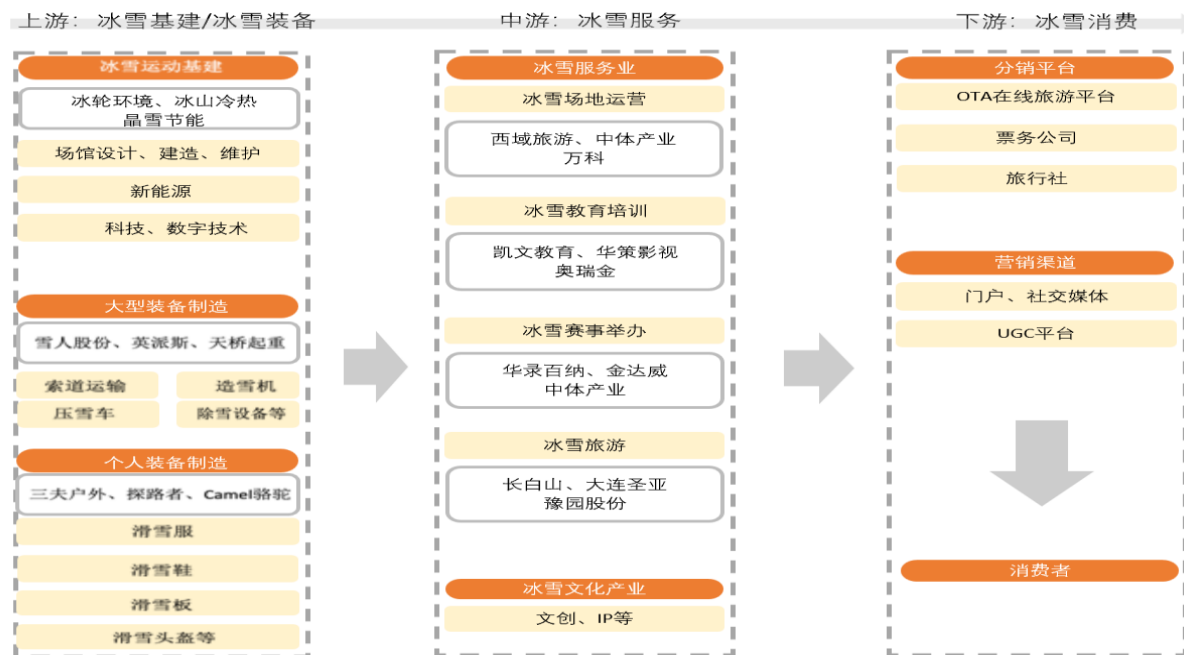 上游：冰雪基建/冰雪装备
冰雪运动基建
冰轮环境、冰山冷热
晶雪节能
场馆设计、建造、维护
新能源
科技、数字技术
大型装备制造
雪人股份、英派斯、天桥起重
索道运输
造雪机
压雪车
除雪设备等
个人装备制造
三夫户外、探路者、Camel骆驼
滑雪服
滑雪鞋
滑雪板
滑雪头盔等
中游：冰雪服务
冰雪服务业
冰雪场地运营
西域旅游、中体产业
万科
冰雪教育培训
凯文教育、华策影视
奥瑞金
冰雪赛事举办
华录百纳、金达威
中体产业
冰雪旅游
长白山、大连圣亚
豫园股份
冰雪文化产业
文创、IP等
下游：冰雪消费
分销平台
OTA在线旅游平台
票务公司
旅行社
营销渠道
门户、社交媒体
UGC平台
消费者